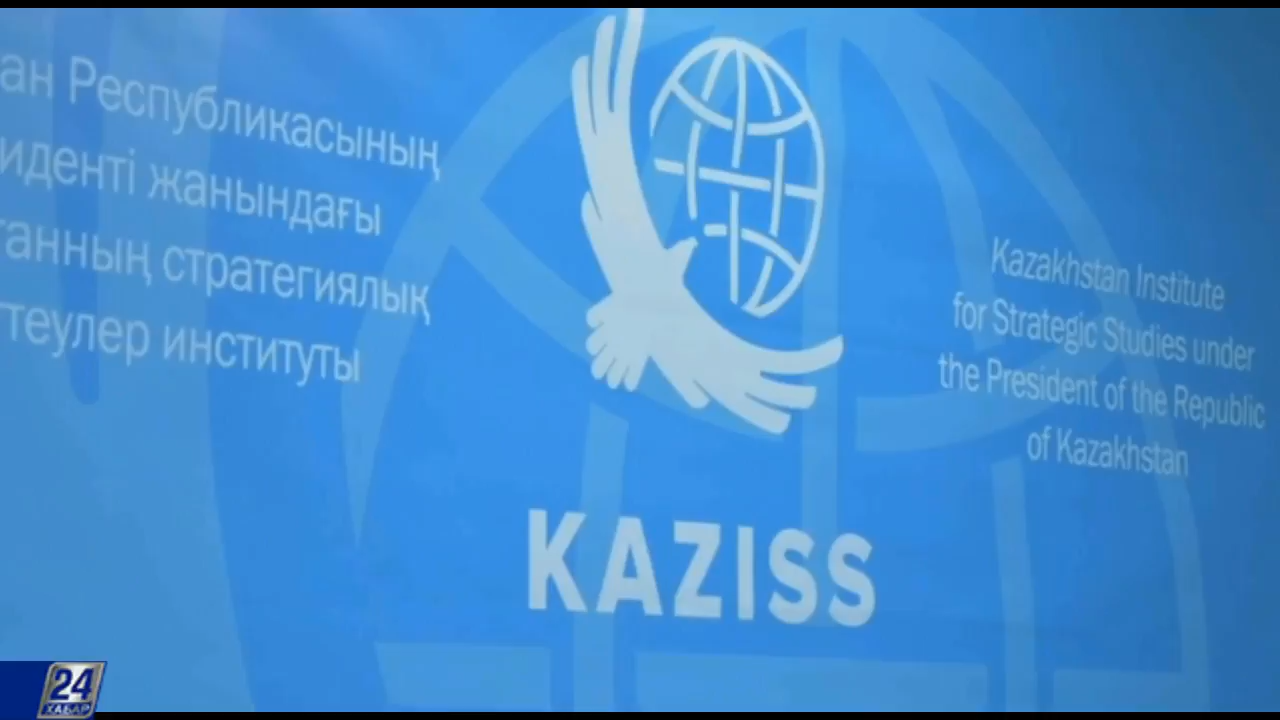 ан Республикасының
иденті жанындағы
танның стратегиялық
ттеулер институты
KAZISS
Kazakhstan Institute
for Strategic Studies under
the President of the Republic
of Kazakhstan
24
ХАБАР